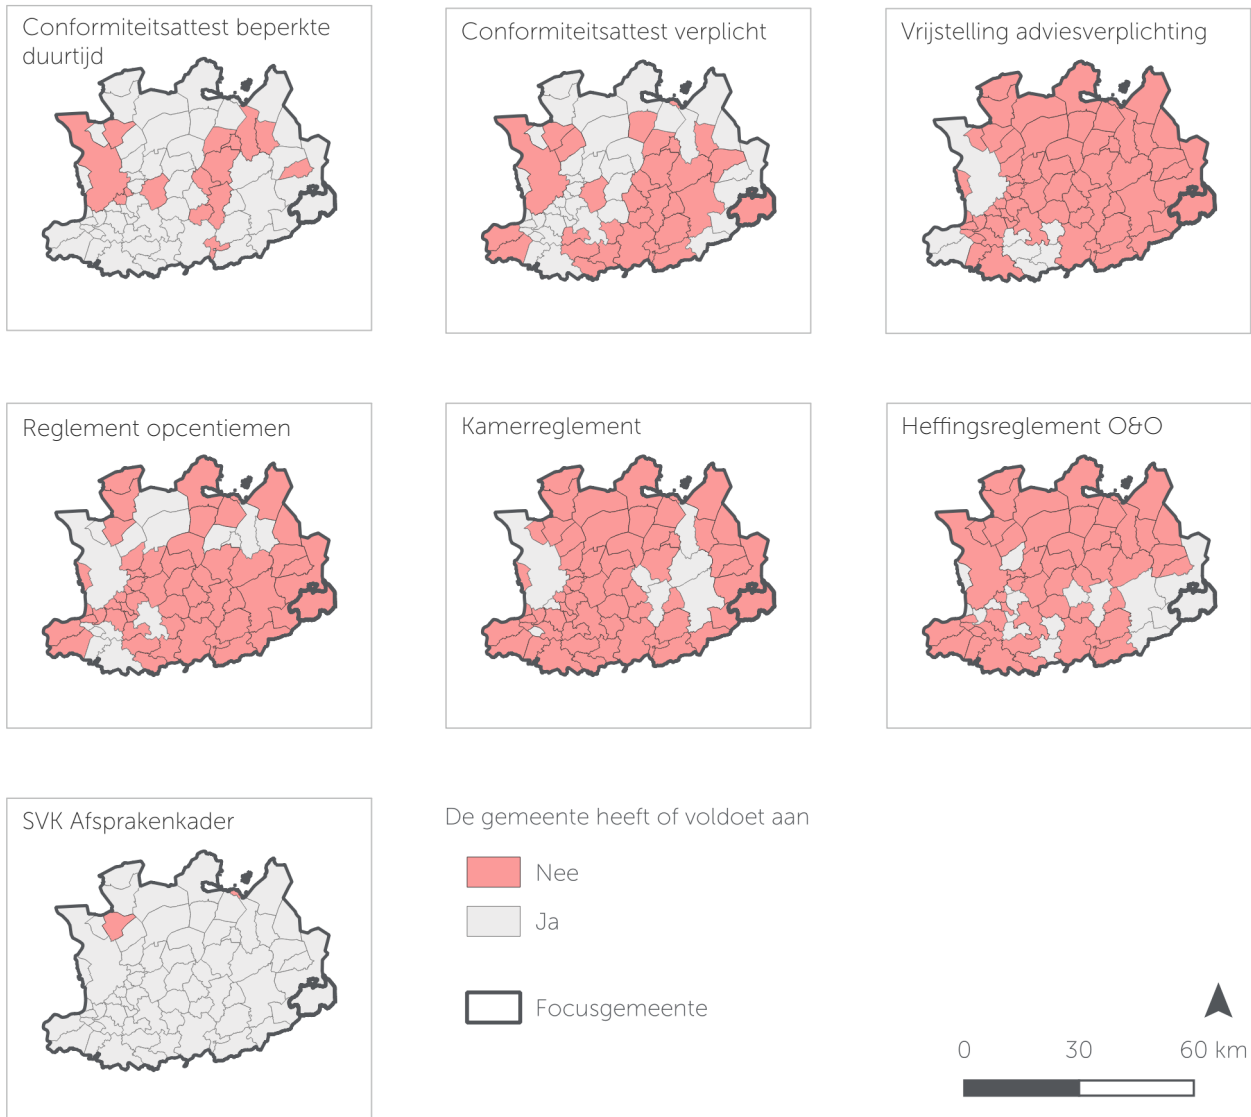 Conformiteitsattest beperkte
duurtijd
Conformiteitsattest verplicht
Vrijstelling adviesverplichting
Reglement opcentiemen
Kamerreglement
Heffingsreglement O&O
SVK Afsprakenkader
De gemeente heeft of voldoet aan
Nee
Ja
Focusgemeente
0 30 60 km